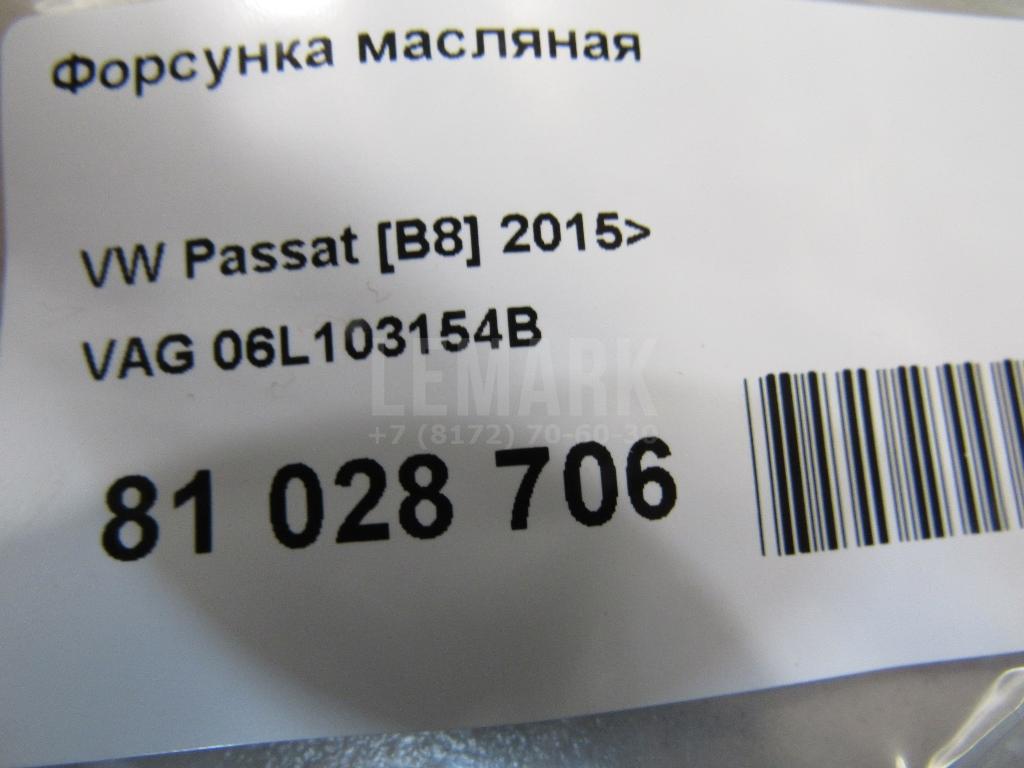 Форсунка масляная
VW Passat [B8] 2015>
VAG 06L103154B
LEMARK
+7 (8172) 70-60-30
81 028 706